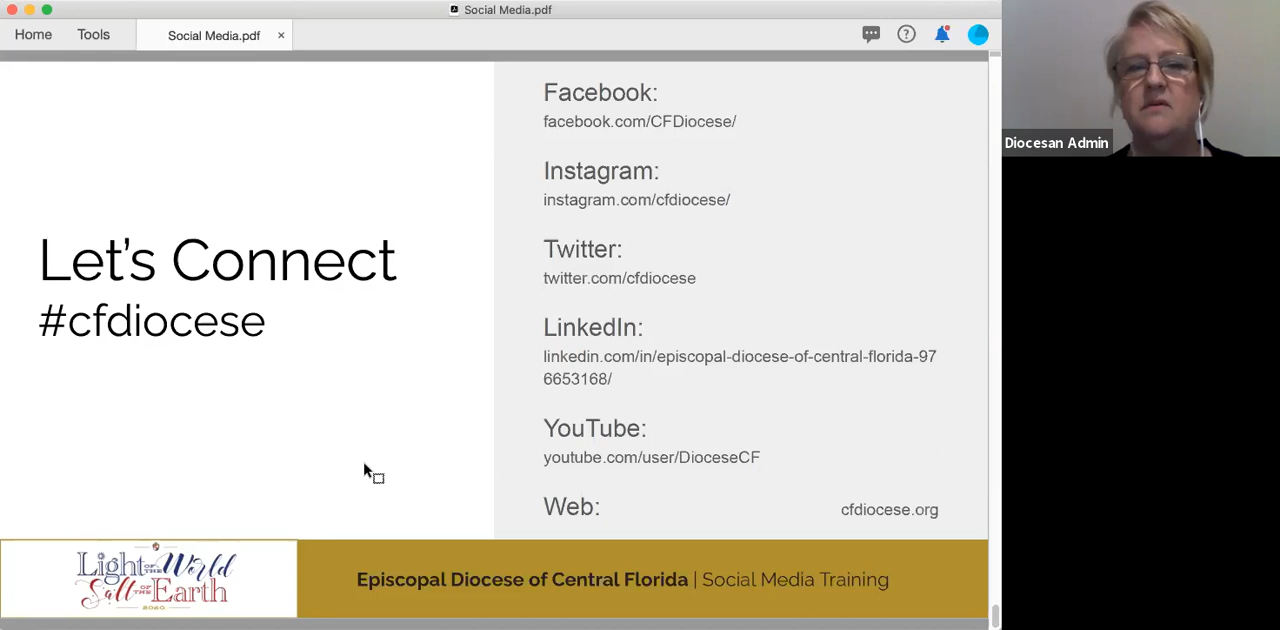 Social Media.pdf
Home
Tools
Social Media.pdf
Facebook:
facebook.com/CFDiocese/
Instagram:
instagram.com/cfdiocese/
Let's Connect
#cfdiocese
Twitter:
twitter.com/cfdiocese
LinkedIn:
linkedin.com/in/episcopal-diocese-of-central-florida-97
6653168/
YouTube:
youtube.com/user/DioceseCF
Web:
cfdiocese.org
Light OF THE World
Salt OF THE Earth
2020
Episcopal Diocese of Central Florida | Social Media Training
Diocesan Admin